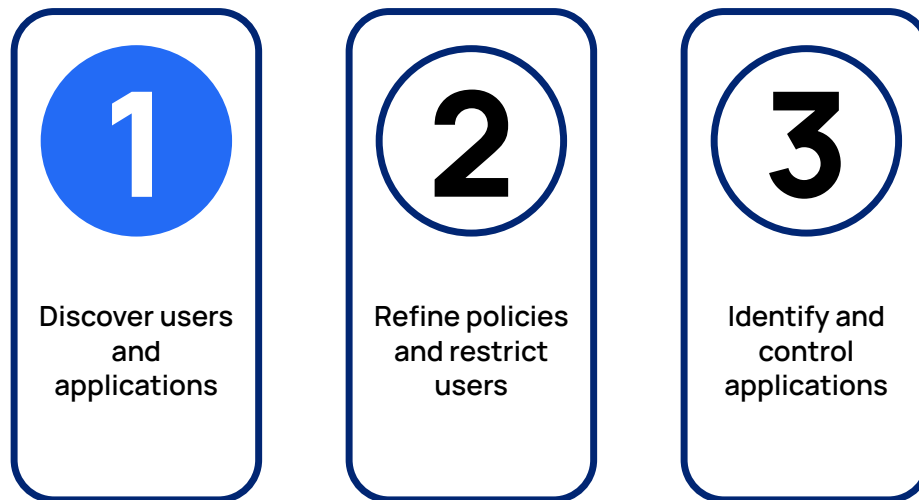 1
Discover users
and
applications
2
Refine policies
and restrict
users
3
Identify and
control
applications